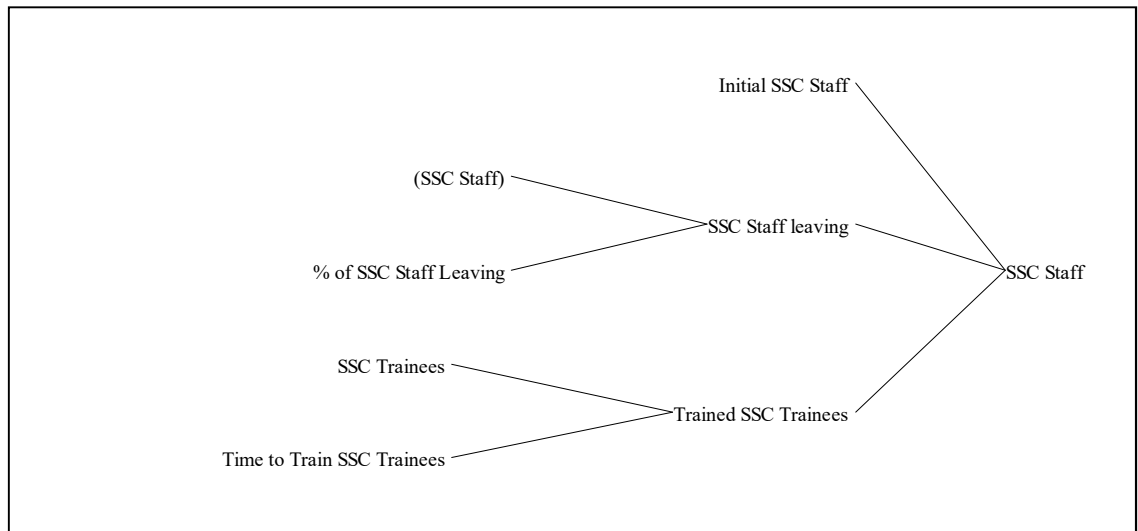 Initial SSC Staff
(SSC Staff)
SSC Staff leaving
% of SSC Staff Leaving
SSC Staff
SSC Trainees
Trained SSC Trainees
Time to Train SSC Trainees